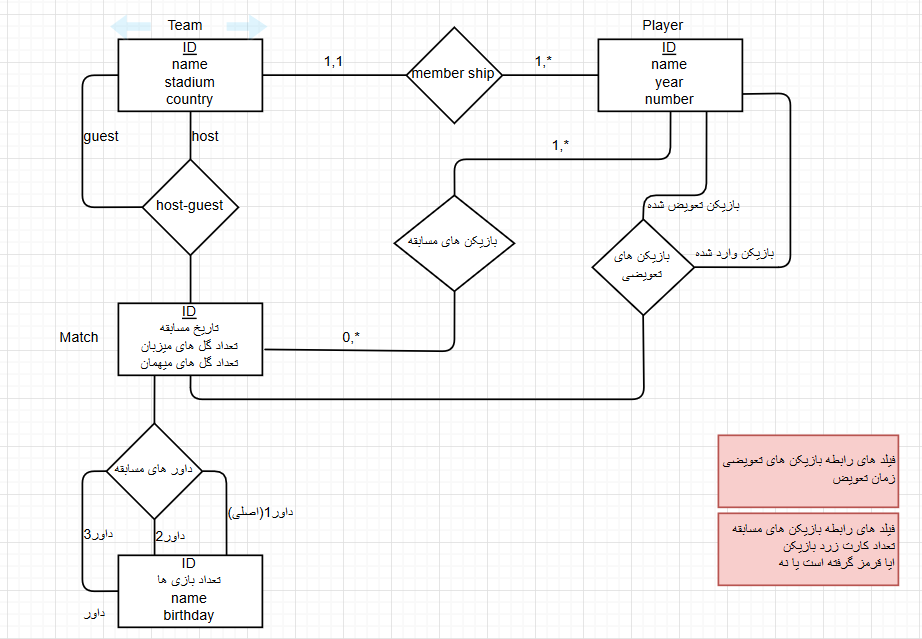 Team
ID
name
stadium
country
1,1
member ship
1,*
Player
ID
name
year
number
guest
host
host-guest
1,*
بازیکن های مسابقه
0,*
بازیکن تعویض شده
بازیکن وارد شده
بازیکن های
تعویضی
Match
ID
تاریخ مسابقه
تعداد گل های میزبان
تعداد گل های میهمان
داور های مسابقه
داور1(اصلی)
داور2
داور3
داور
ID
تعداد بازی ها
name
birthday
فیلد های رابطه بازیکن های تعویضی
زمان تعویض
فیلد های رابطه بازیکن های مسابقه
تعداد کارت زرد بازیکن
ایا قرمز گرفته است یا نه